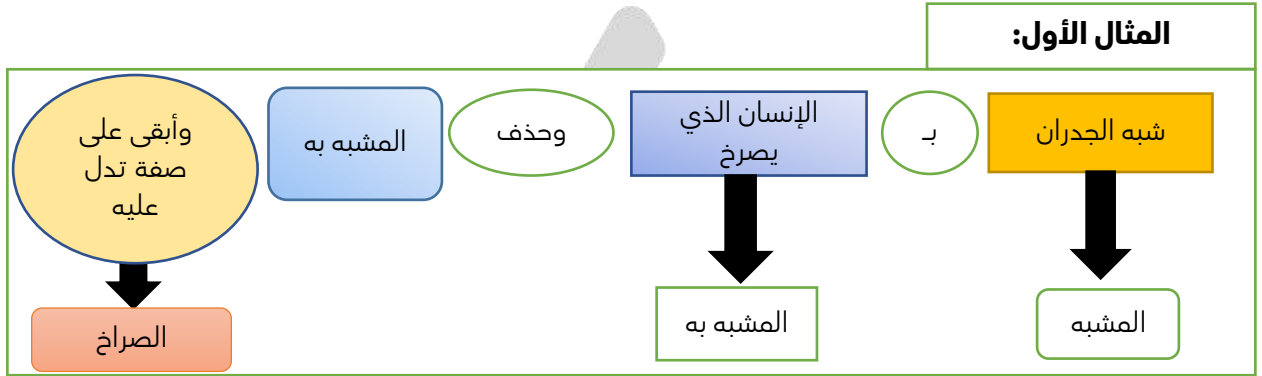 المثال الأول:
شبه الجدران
بـ
الإنسان الذي
يصرخ
وحذف
المشبه به
وأبقى على
صفة تدل
عليه
المشبه
المشبه به
الصراخ